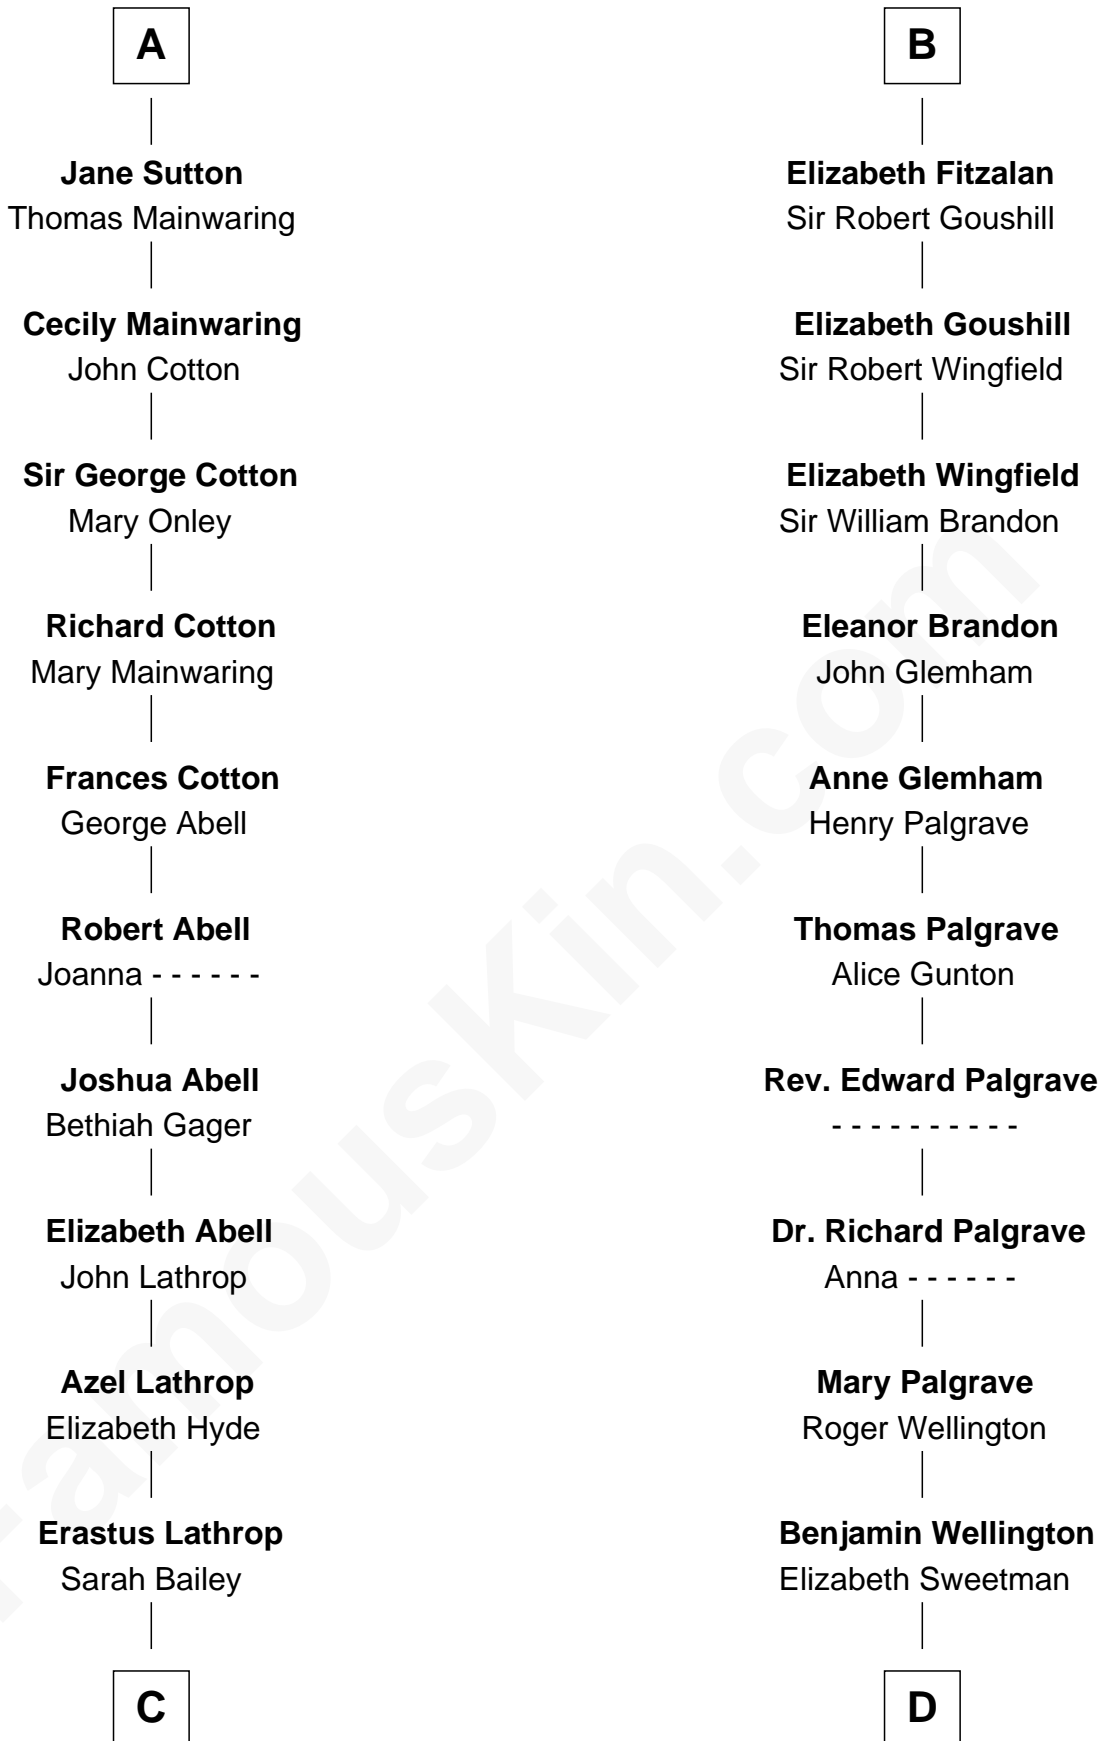 A
Jane Sutton
Thomas Mainwaring
Cecily Mainwaring
John Cotton
Sir George Cotton
Mary Onley
Richard Cotton
Mary Mainwaring
Frances Cotton
George Abell
Robert Abell
Joanna - - - - - -
Joshua Abell
Bethiah Gager
Elizabeth Abell
John Lathrop
Azel Lathrop
Elizabeth Hyde
Erastus Lathrop
Sarah Bailey
C
B
Elizabeth Fitzalan
Sir Robert Goushill
Elizabeth Goushill
Sir Robert Wingfield
Elizabeth Wingfield
Sir William Brandon
Eleanor Brandon
John Glemham
Anne Glemham
Henry Palgrave
Thomas Palgrave
Alice Gunton
Rev. Edward Palgrave
- - - - - - - - - -
Dr. Richard Palgrave
Anna - - - - - -
Mary Palgrave
Roger Wellington
Benjamin Wellington
Elizabeth Sweetman
D
FamousKin.com